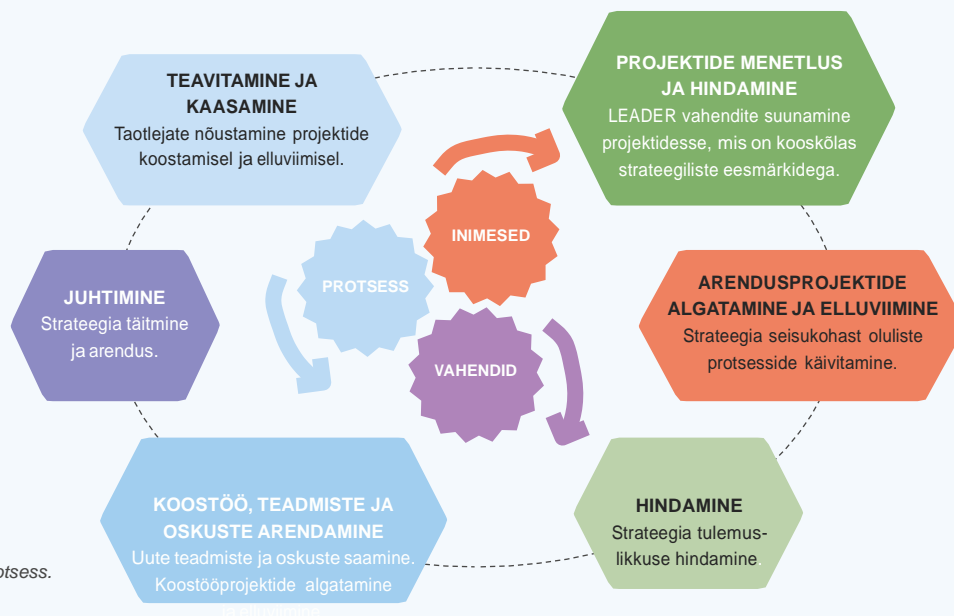 TEAVITAMINE JA
KAASAMINE
Taotlejate nõustamine projektide
koostamisel ja elluviimisel.
PROJEKTIDE MENETLUS
JA HINDAMINE
LEADER vahendite suunamine
projektidesse, mis on kooskõlas
strateegiliste eesmärkidega.
INIMESED
PROTSESS
VAHENDID
JUHTIMINE
Strateegia täitmine
ja arendus.
ARENDUSPROJEKTIDE
ALGATAMINE JA ELLUVIIMINE
Strateegia seisukohast oluliste
protsesside käivitamine.
KOOSTÖÖ, TEADMISTE JA
OSKUSTE ARENDAMINE
Uute teadmiste ja oskuste saamine.
Koostööprojektide algatamine
ja elluviimine.
HINDAMINE
Strateegia tulemus-
likkuse hindamine.
otsess.